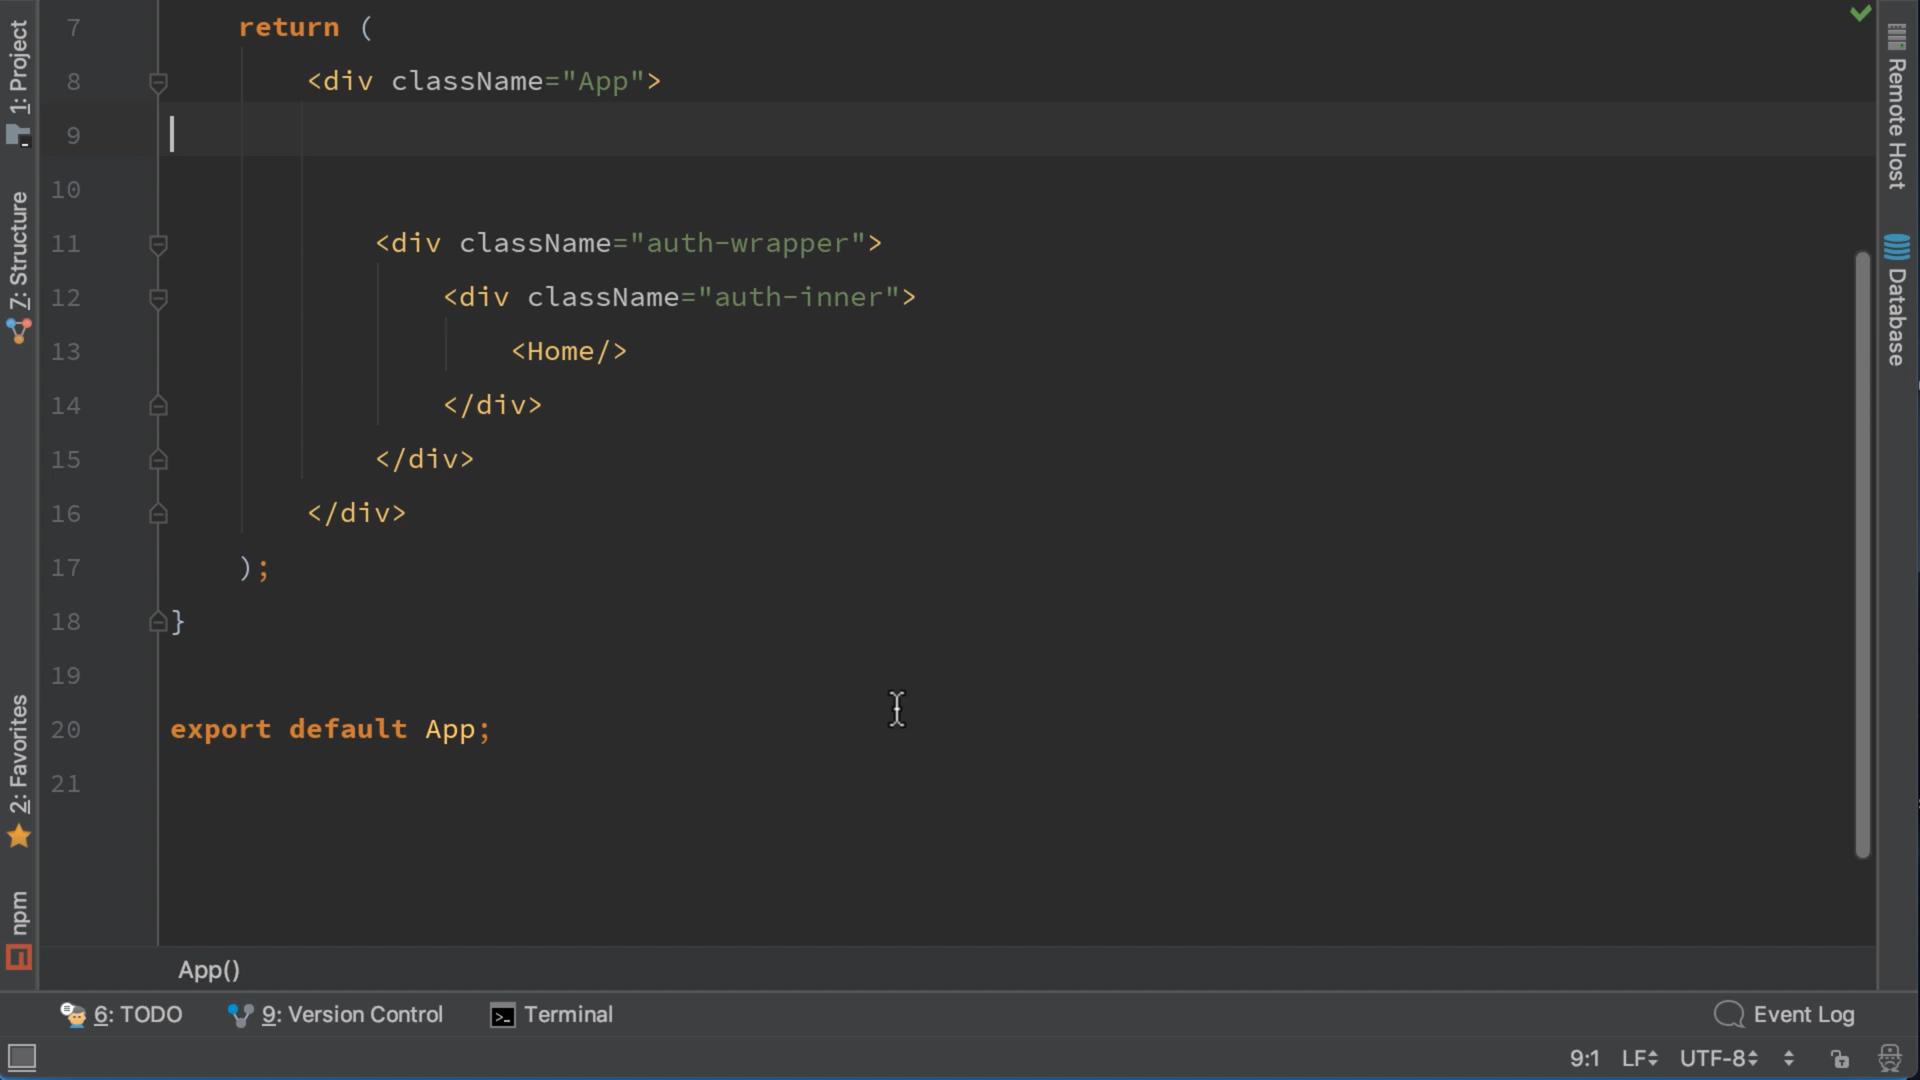 7 return (
8 <div className="App">
9
10
11 <div className="auth-wrapper">
12 <div className="auth-inner">
13 <Home/>
14 </div>
15 </div>
16 </div>
17 );
18 }
19
20 export default App;
21
App()
1: Project
Z: Structure
2: Favorites
npm
Remote Host
Database
6: TODO 9: Version Control Terminal Event Log
9:1 LF UTF-8